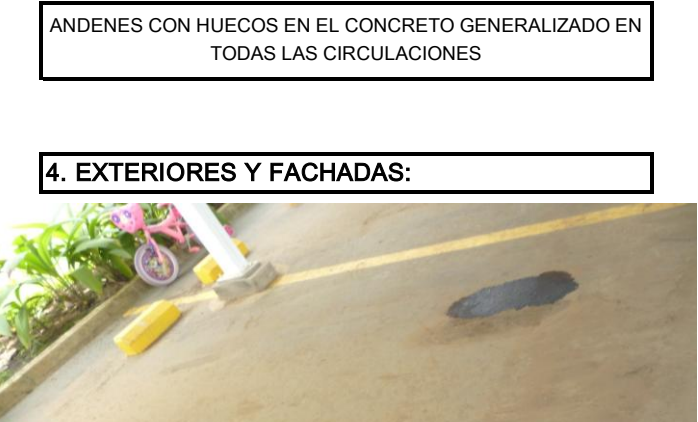 ANDENES CON HUECOS EN EL CONCRETO GENERALIZADO EN
TODAS LAS CIRCULACIONES
4. EXTERIORES Y FACHADAS: